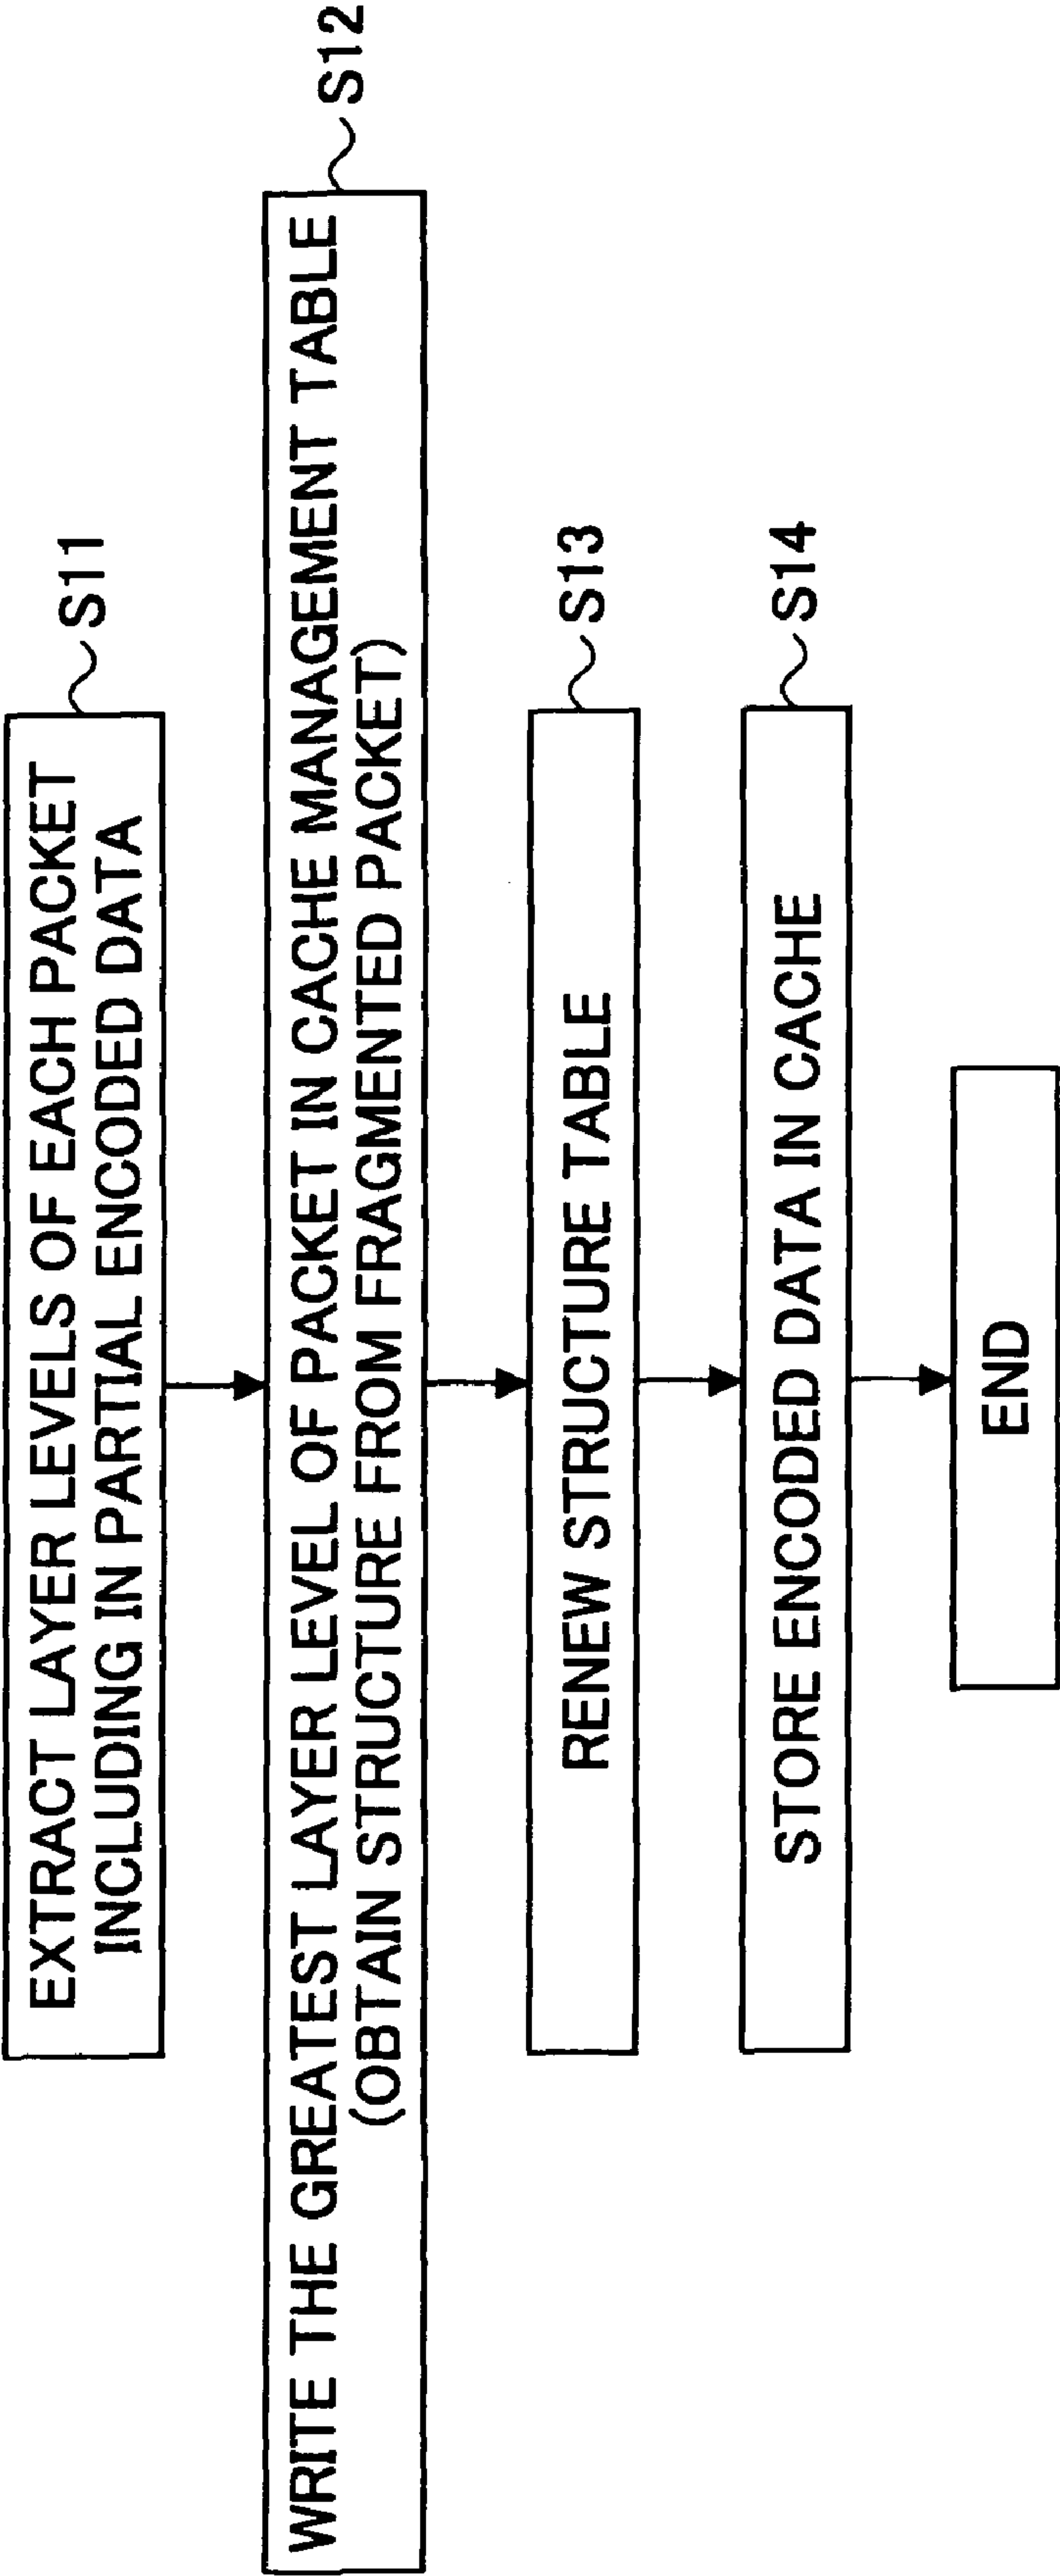 EXTRACT LAYER LEVELS OF EACH PACKET
INCLUDING IN PARTIAL ENCODED DATA
S11
WRITE THE GREATEST LAYER LEVEL OF PACKET IN CACHE MANAGEMENT TABLE
(OBTAIN STRUCTURE FROM FRAGMENTED PACKET)
S12
RENEW STRUCTURE TABLE
S13
STORE ENCODED DATA IN CACHE
S14
END